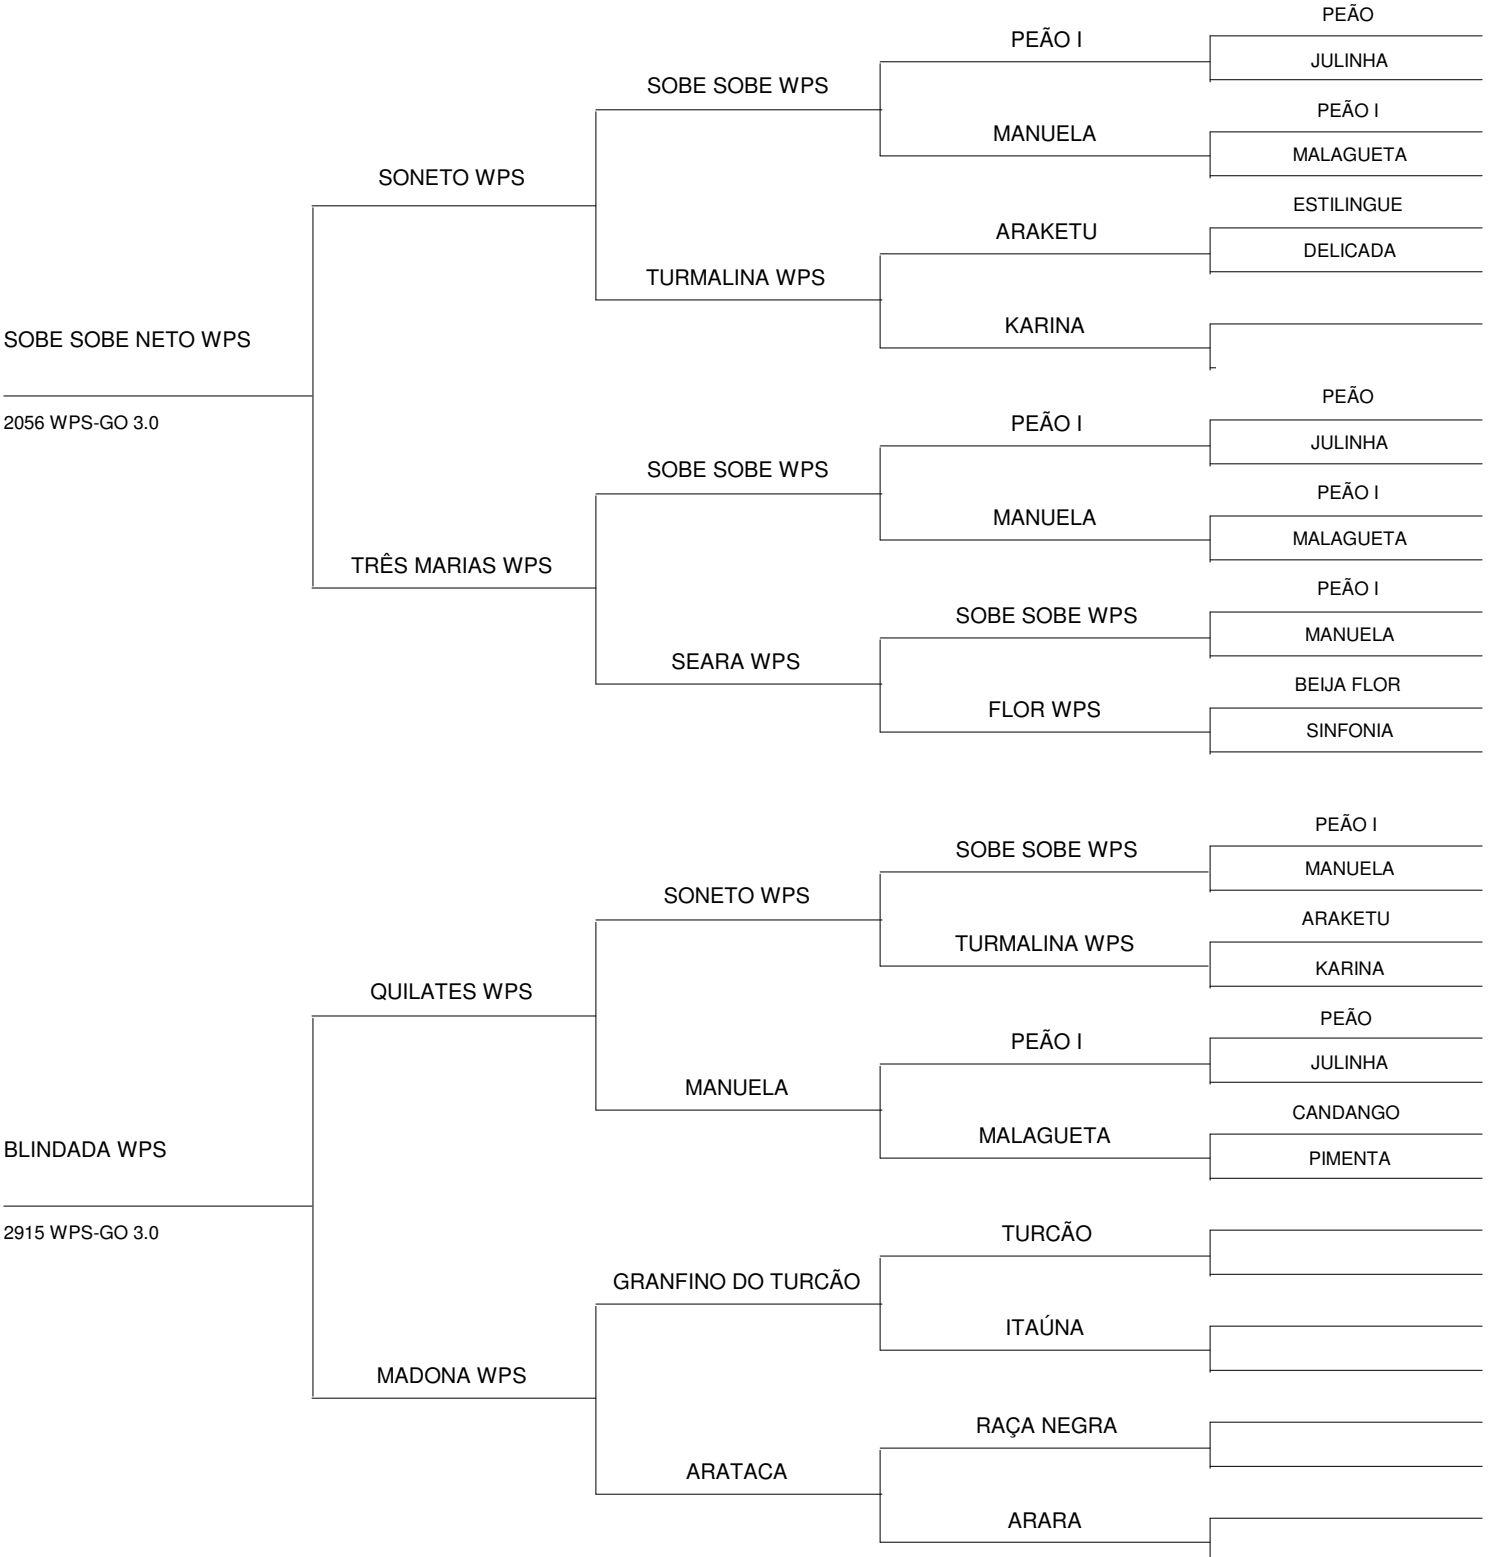 PEÃO
PEÃO I
JULINHA
SOBE SOBE WPS
PEÃO I
MANUELA
MALAGUETA
SONETO WPS
ESTILINGUE
ARAKETU
DELICADA
TURMALINA WPS
KARINA
SOBE SOBE NETO WPS
PEÃO
2056 WPS-GO 3.0
PEÃO I
JULINHA
SOBE SOBE WPS
PEÃO I
MANUELA
MALAGUETA
TRÊS MARIAS WPS
PEÃO I
SOBE SOBE WPS
MANUELA
SEARA WPS
BEIJA FLOR
FLOR WPS
SINFONIA
PEÃO I
SOBE SOBE WPS
MANUELA
SONETO WPS
ARAKETU
TURMALINA WPS
KARINA
QUILATES WPS
PEÃO
PEÃO I
JULINHA
MANUELA
CANDANGO
MALAGUETA
BLINDADA WPS
PIMENTA
2915 WPS-GO 3.0
TURCÃO
GRANFINO DO TURCÃO
ITAÚNA
MADONA WPS
RAÇA NEGRA
ARATACA
ARARA